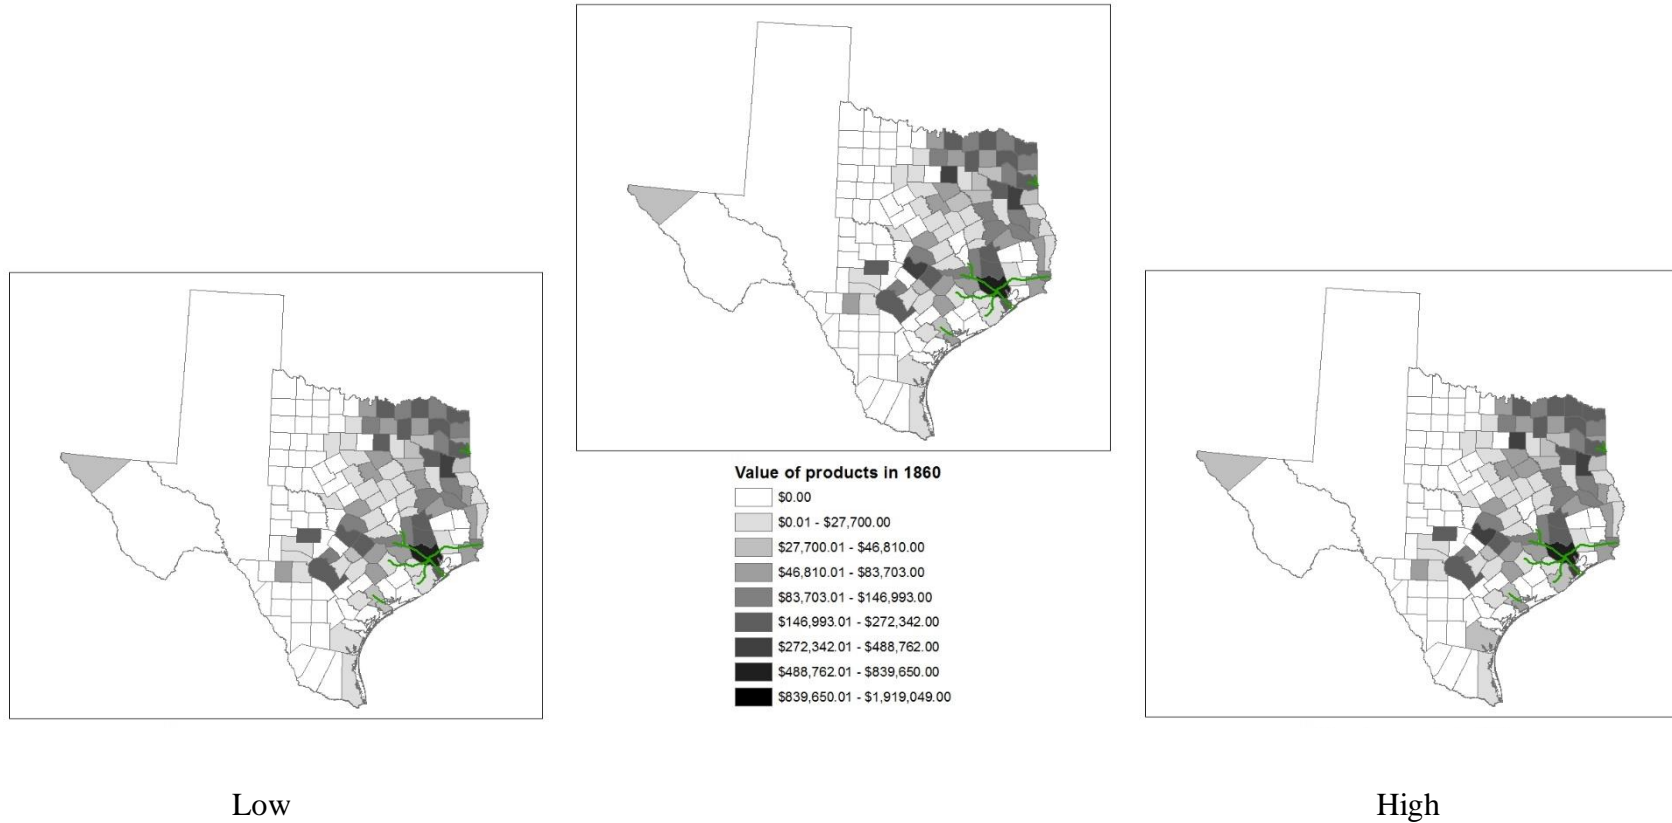 Value of products in 1860
$0.00
$0.01 - $27,700.00
$27,700.01 - $46,810.00
$46,810.01 - $83,703.00
$83,703.01 - $146,993.00
$146,993.01 - $272,342.00
$272,342.01 - $488,762.00
$488,762.01 - $839,650.00
$839,650.01 - $1,919,049.00
Low
High